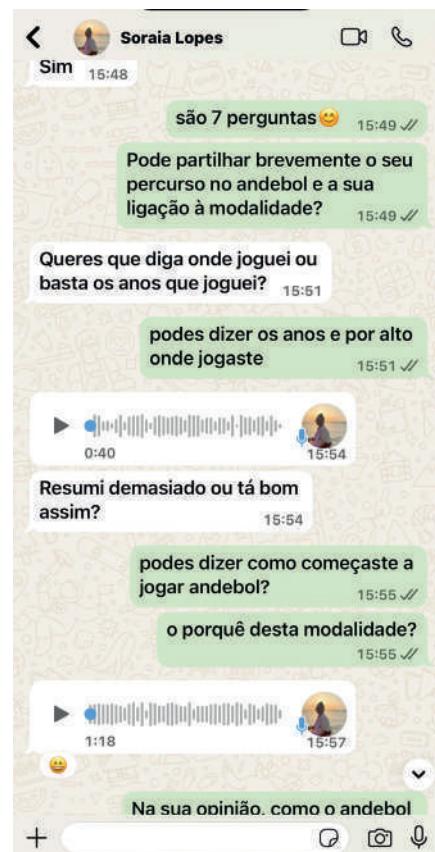 Soraia Lopes
Sim 15:48
são 7 perguntas😊 15:49
Pode partilhar brevemente o seu
percurso no andebol e a sua
ligação à modalidade? 15:49
Queres que diga onde joguei ou
basta os anos que joguei? 15:51
podes dizer os anos e por alto
onde jogaste 15:51
0:40 15:54
Resumi demasiado ou tá bom
assim? 15:54
podes dizer como começaste a
jogar andebol? 15:55
o porquê desta modalidade?
15:55
1:18 15:57
😀
Na sua opinião, como o andebol